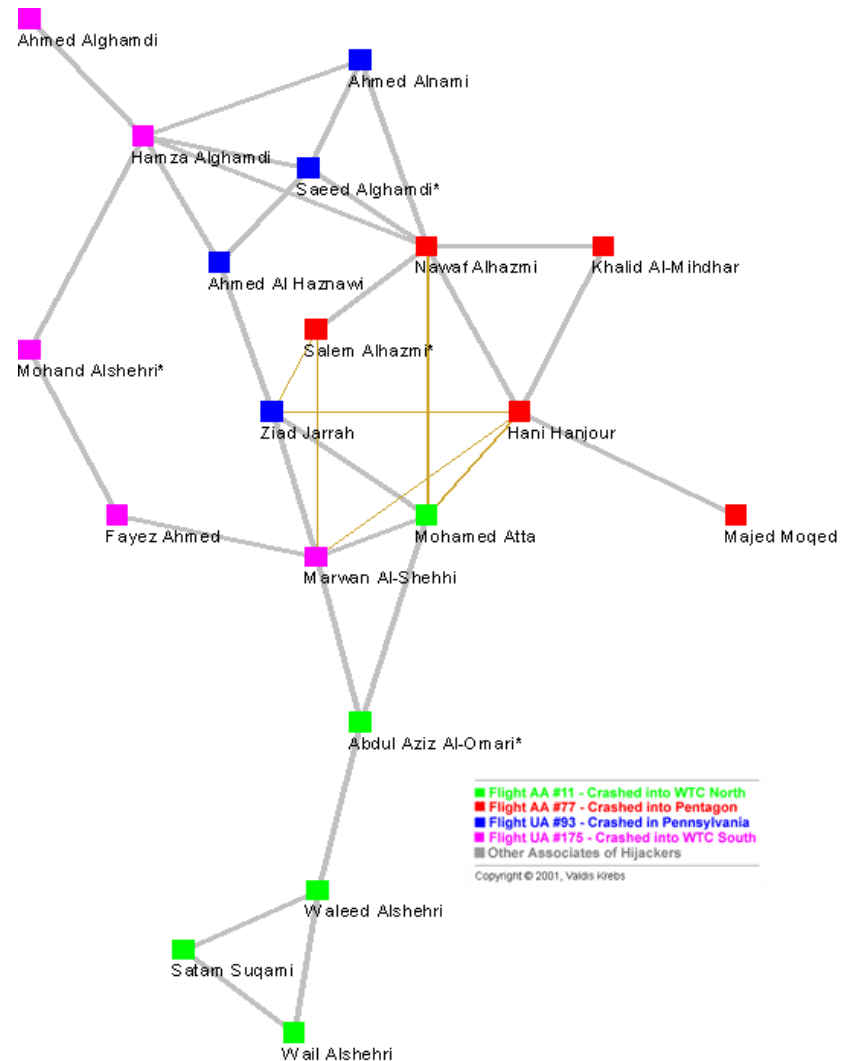 Ahmed Alghamdi
Ahmed Alnami
Hamza Alghamdi
Saeed Alghamdi*
Nawaf Alhazmi
Khalid Al-Mihdhar
Ahmed Al Haznawi
Salem Alhazmi*
Mohand Alshehri*
Ziad Jarrah
Hani Hanjour
Fayez Ahmed
Mohamed Atta
Majed Moqed
Marwan Al-Shehhi
Abdul Aziz Al-Omari*
Flight AA #11 - Crashed into WTC North
Flight AA #77 - Crashed into Pentagon
Flight UA #93 - Crashed in Pennsylvania
Flight UA #175 - Crashed into WTC South
Other Associates of Hijackers
Copyright © 2001, Valdis Krebs
Waleed Alshehri
Satam Suqami
Wail Alshehri